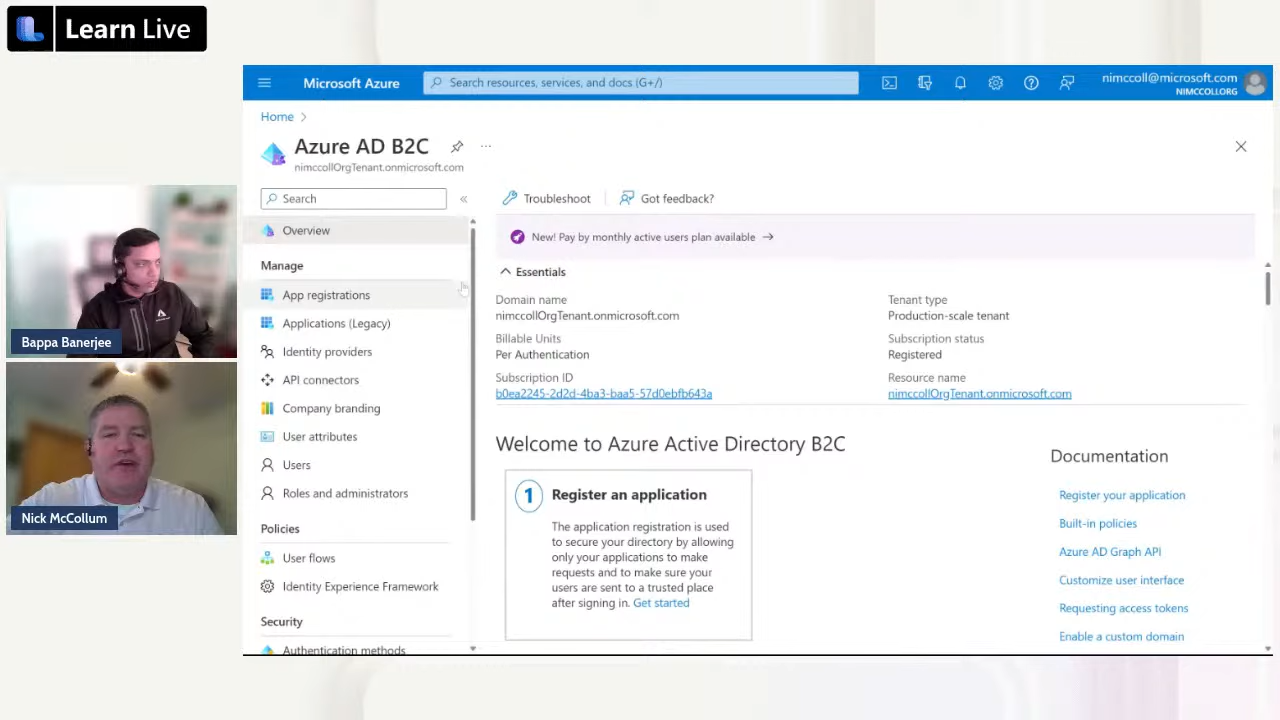 Learn Live
Microsoft Azure
Search resources, services, and docs (G+/)
nimccoll@microsoft.com
NIMCCOLLORG
Home
Azure AD B2C
...
nimccollOrgTenant.onmicrosoft.com
Search
«
Troubleshoot
Got feedback?
Overview
New! Pay by monthly active users plan available →
Manage
Essentials
App registrations
Domain name
nimccollOrgTenant.onmicrosoft.com
Tenant type
Production-scale tenant
Applications (Legacy)
Billable Units
Per Authentication
Subscription status
Registered
Identity providers
API connectors
Subscription ID
b0ea2245-2d2d-4ba3-baa5-57d0ebfb643a
Resource name
nimccollOrgTenant.onmicrosoft.com
Company branding
User attributes
Users
Roles and administrators
Policies
User flows
Identity Experience Framework
Security
Authentication methods
Welcome to Azure Active Directory B2C
1 Register an application
The application registration is used
to secure your directory by allowing
only your applications to make
requests and to make sure your
users are sent to a trusted place
after signing in. Get started
Documentation
Register your application
Built-in policies
Azure AD Graph API
Customize user interface
Requesting access tokens
Enable a custom domain
Bappa Banerjee
Nick McCollum